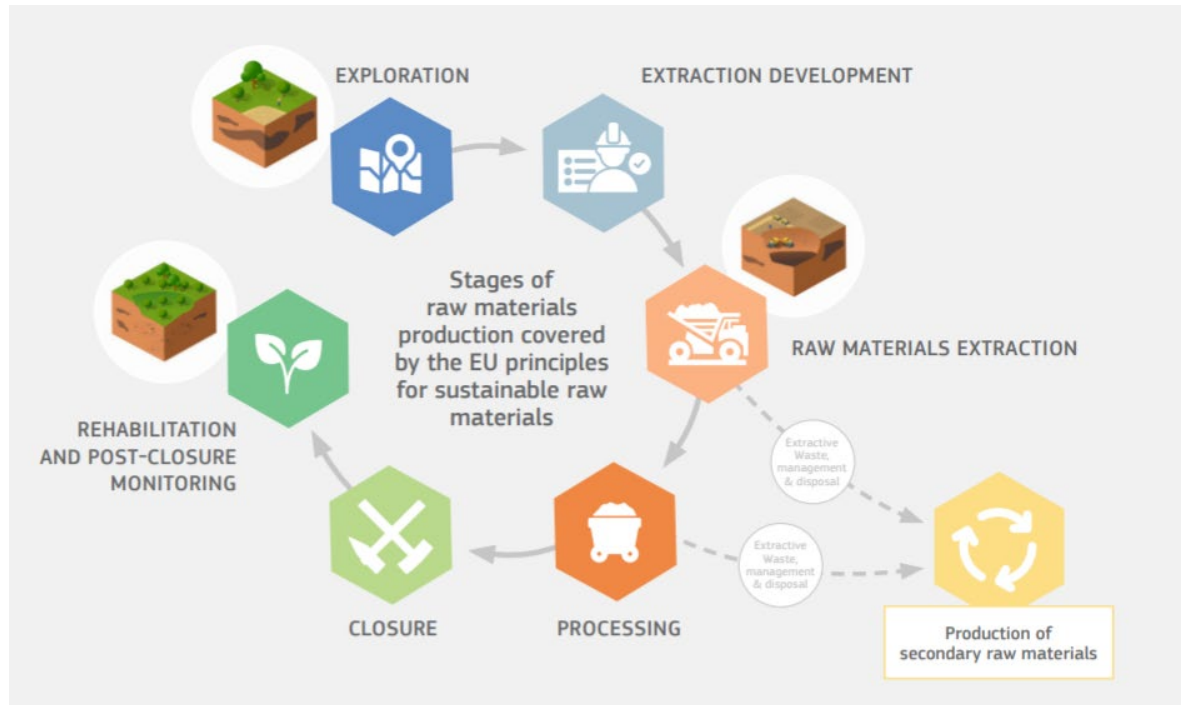 EXPLORATION
EXTRACTION DEVELOPMENT
Stages of
raw materials
production covered
by the EU principles
for sustainable raw
materials
RAW MATERIALS EXTRACTION
REHABILITATION
AND POST-CLOSURE
MONITORING
Extractive
Waste,
management
& disposal
Extractive
Waste,
management
& disposal
CLOSURE
PROCESSING
Production of
secondary raw materials